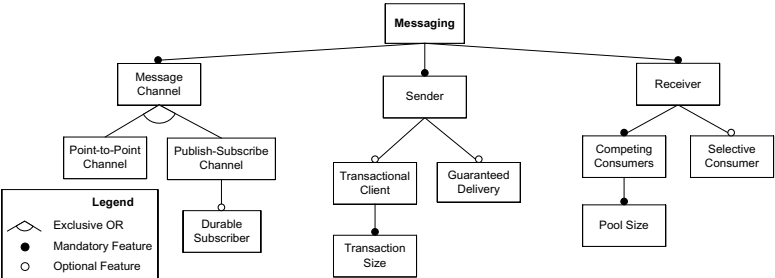 Messaging
Message
Channel
Sender
Receiver
Point-to-Point
Channel
Publish-Subscribe
Channel
Transactional
Client
Guaranteed
Delivery
Competing
Consumers
Selective
Consumer
Durable
Subscriber
Transaction
Size
Pool Size
Legend
Exclusive OR
Mandatory Feature
Optional Feature